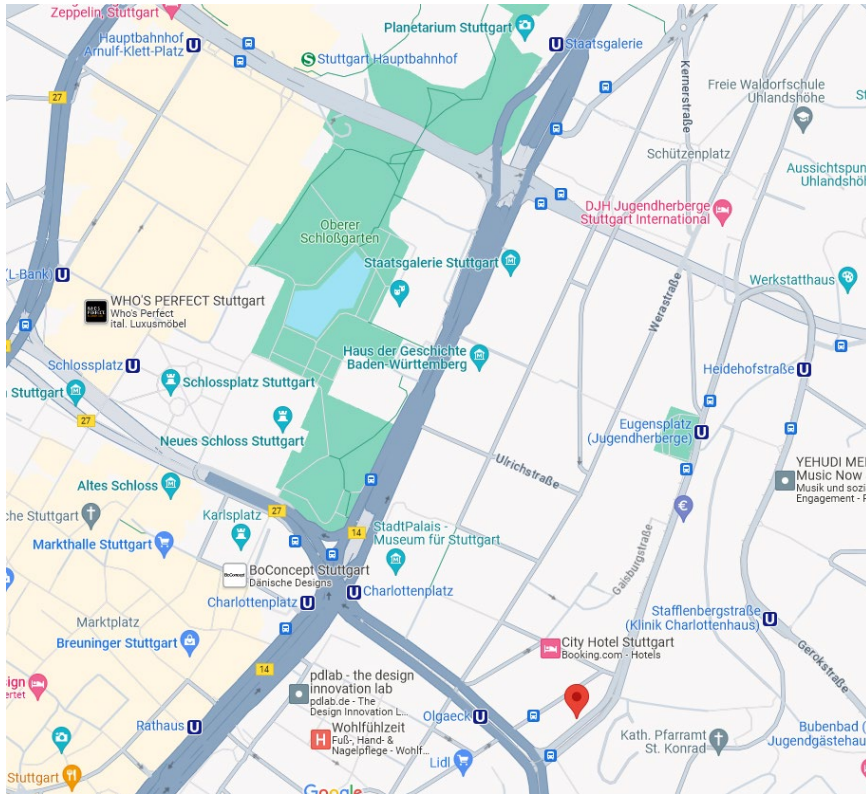 Zeppelin, Stuttgart
Planetarium Stuttgart
Hauptbahnhof
Arnulf-Klett-Platz
Stuttgart Hauptbahnhof
Staatsgalerie
Kernerstraße
Freie Waldorfschule
Uhlandshöhe
27
Schützenplatz
Aussichtspun
Uhlandshöh
DJH Jugendherberge
Stuttgart International
Oberer
Schloßgarten
Staatsgalerie Stuttgart
(L-Bank)
Werkstatthaus
WHO'S PERFECT Stuttgart
Who's Perfect
ital. Luxusmöbel
Werastraße
Haus der Geschichte
Baden-Württemberg
Schlossplatz
Schlossplatz Stuttgart
Heidehofstraße
Stuttgart
27
Neues Schloss Stuttgart
Eugensplatz
(Jugendherberge)
Ulrichstraße
YEHUDI ME
Music Now
Musik und sozi
Engagement - F
Altes Schloss
27
che Stuttgart
Karlsplatz
14
StadtPalais -
Museum für Stuttgart
Markthalle Stuttgart
BoConcept
BoConcept Stuttgart
Dänische Designs
Gaisburgstraße
Charlottenplatz
Charlottenplatz
Stafflenbergstraße
(Klinik Charlottenhaus)
Marktplatz
Breuninger Stuttgart
City Hotel Stuttgart
Booking.com - Hotels
Gerokstraße
14
sign
ertet
pdlab - the design
innovation lab
pdlab.de - The
Design Innovation L...
Rathaus
Olgaeck
Wohlfühlzeit
Fuß-, Hand- &
Nagelpflege - Wohlf...
Kath. Pfarramt
St. Konrad
Bubenbad (
Jugendgästehau
Lidl
Stuttgart
Google